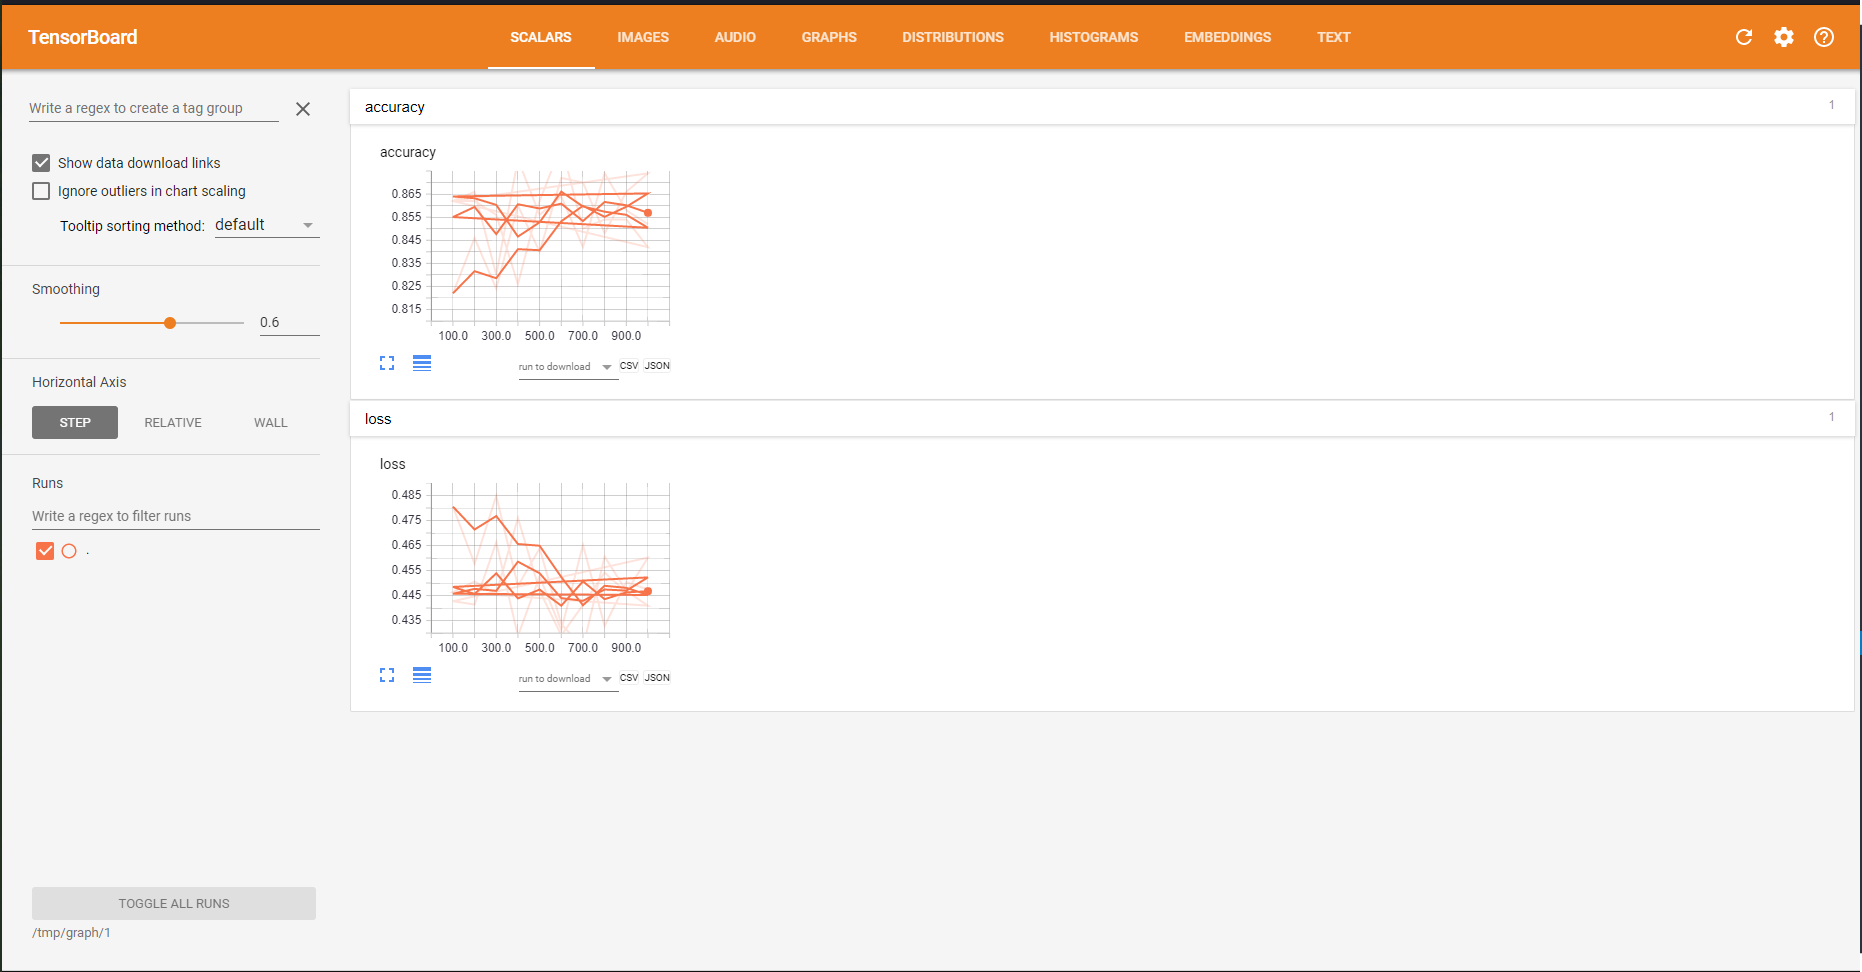 TensorBoard
SCALARS IMAGES AUDIO GRAPHS DISTRIBUTIONS HISTOGRAMS EMBEDDINGS TEXT
Write a regex to create a tag group
Show data download links
Ignore outliers in chart scaling
Tooltip sorting method: default
Smoothing
0.6
Horizontal Axis
STEP RELATIVE WALL
Runs
Write a regex to filter runs
.
TOGGLE ALL RUNS
/tmp/graph/1
accuracy 1
accuracy
0.865
0.855
0.845
0.835
0.825
0.815
100.0 300.0 500.0 700.0 900.0
run to download CSV JSON
loss 1
loss
0.485
0.475
0.465
0.455
0.445
0.435
100.0 300.0 500.0 700.0 900.0
run to download CSV JSON